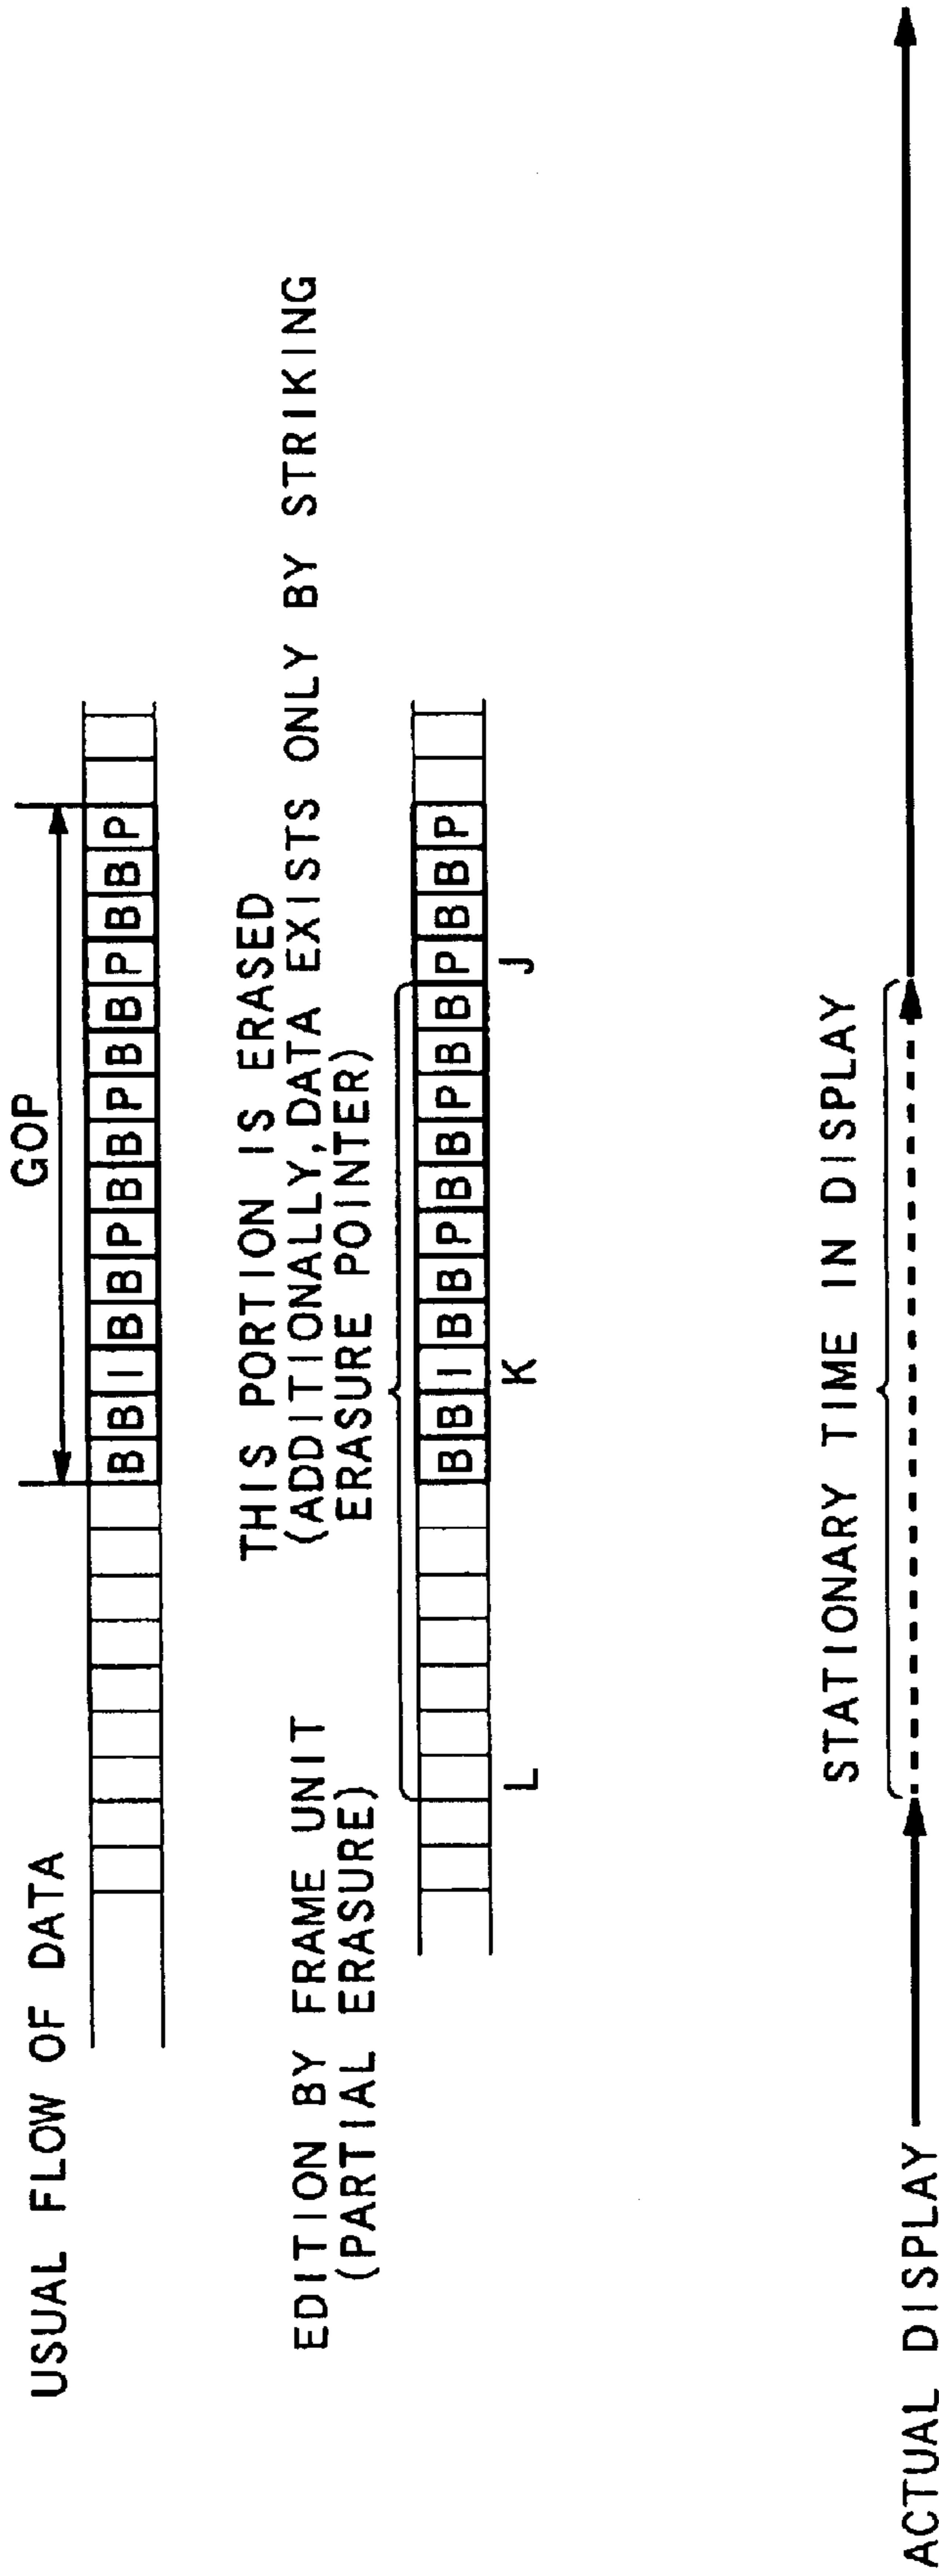 USUAL FLOW OF DATA
GOP
B B I B B P B B P B B P B B P
EDITION BY FRAME UNIT
(PARTIAL ERASURE)
THIS PORTION IS ERASED
(ADDITIONALLY, DATA EXISTS ONLY BY STRIKING
ERASURE POINTER)
B B I B B P B B P B B P B B P
L
K
J
STATIONARY TIME IN DISPLAY
ACTUAL DISPLAY